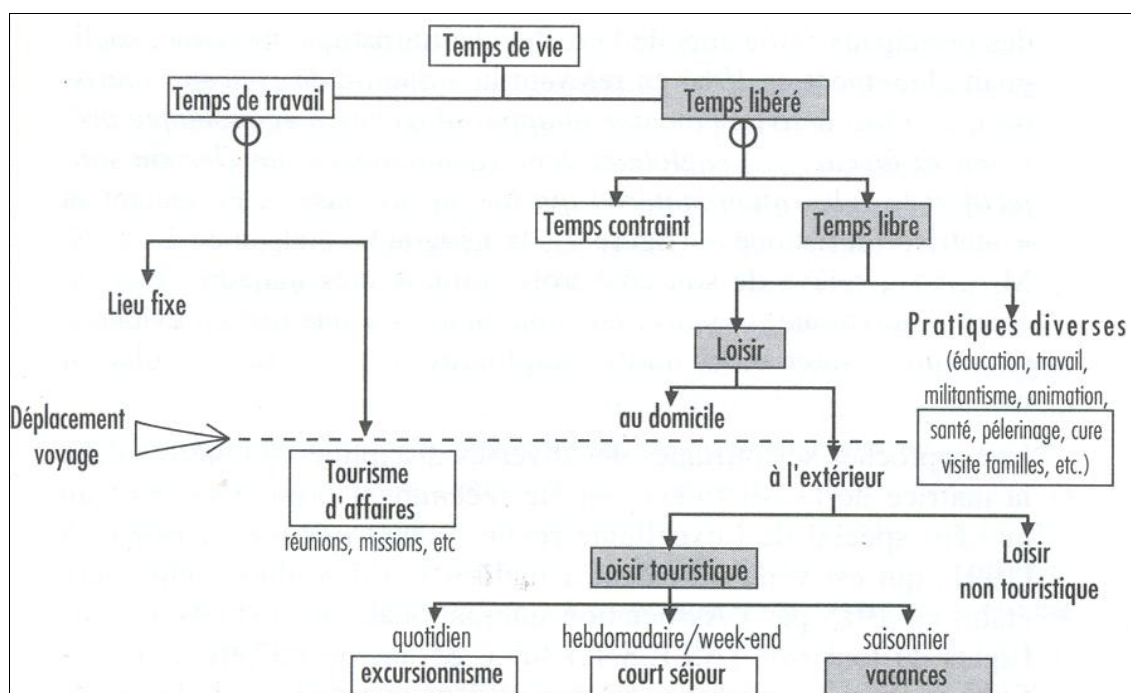 Temps de vie
Temps de travail
Temps libéré
Temps contraint
Temps libre
Lieu fixe
Loisir
Pratiques diverses
(éducation, travail,
militantisme, animation,
santé, pélerinage, cure
visite familles, etc.)
au domicile
Déplacement
voyage
à l'extérieur
Tourisme
d'affaires
réunions, missions, etc
Loisir touristique
Loisir
non touristique
quotidien
excursionnisme
hebdomadaire/week-end
court séjour
saisonnier
vacances